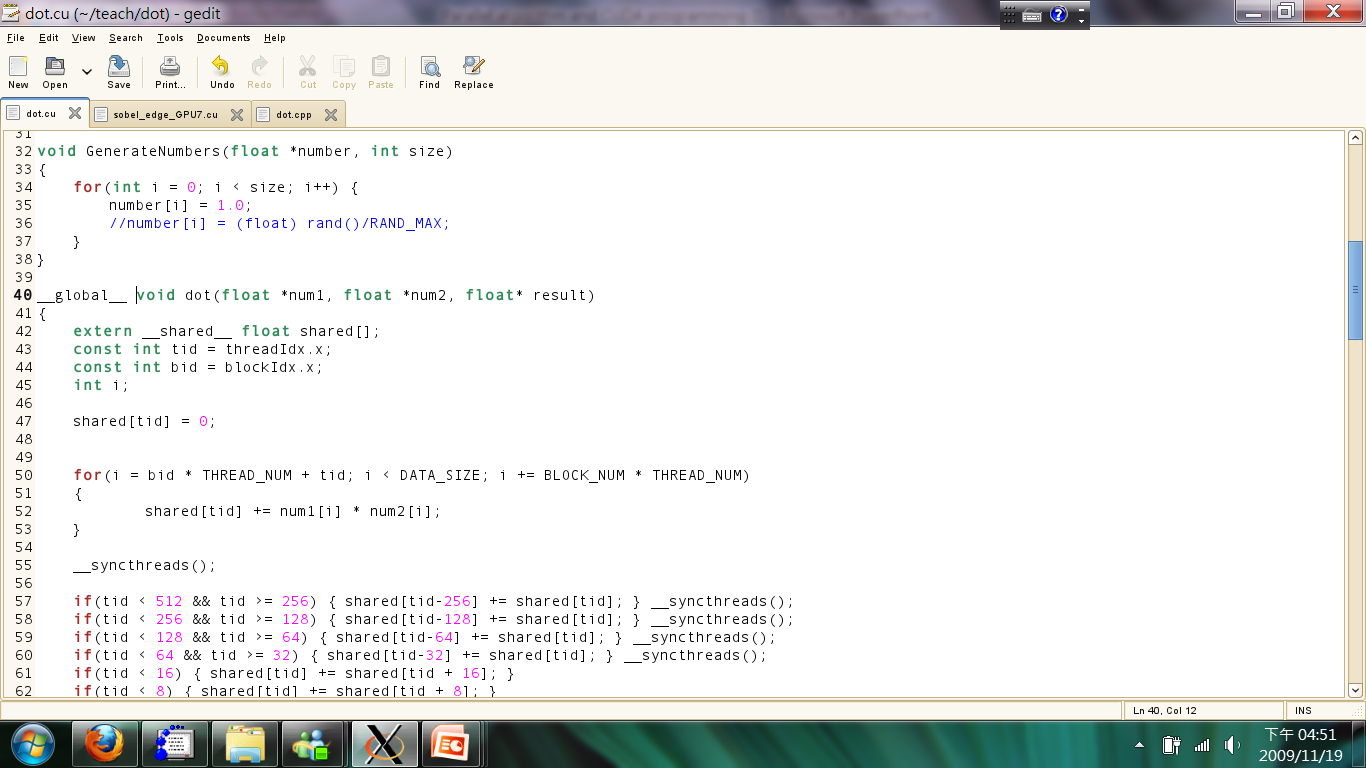 dot.cu (~/teach/dot) - gedit
File Edit View Search Tools Documents Help
New Open Save Print... Undo Redo Cut Copy Paste Find Replace
dot.cu sobel_edge_GPU7.cu dot.cpp
31
32 void GenerateNumbers(float *number, int size)
33 {
34     for(int i = 0; i < size; i++) {
35         number[i] = 1.0;
36         //number[i] = (float) rand()/RAND_MAX;
37     }
38 }
39
40 __global__ void dot(float *num1, float *num2, float* result)
41 {
42     extern __shared__ float shared[];
43     const int tid = threadIdx.x;
44     const int bid = blockIdx.x;
45     int i;
46
47     shared[tid] = 0;
48
49
50     for(i = bid * THREAD_NUM + tid; i < DATA_SIZE; i += BLOCK_NUM * THREAD_NUM)
51     {
52             shared[tid] += num1[i] * num2[i];
53     }
54
55     __syncthreads();
56
57     if(tid < 512 && tid >= 256) { shared[tid-256] += shared[tid]; } __syncthreads();
58     if(tid < 256 && tid >= 128) { shared[tid-128] += shared[tid]; } __syncthreads();
59     if(tid < 128 && tid >= 64) { shared[tid-64] += shared[tid]; } __syncthreads();
60     if(tid < 64 && tid >= 32) { shared[tid-32] += shared[tid]; } __syncthreads();
61     if(tid < 16) { shared[tid] += shared[tid + 16]; }
62     if(tid < 8) { shared[tid] += shared[tid + 8]; }
Ln 40, Col 12 INS
下午 04:51
2009/11/19